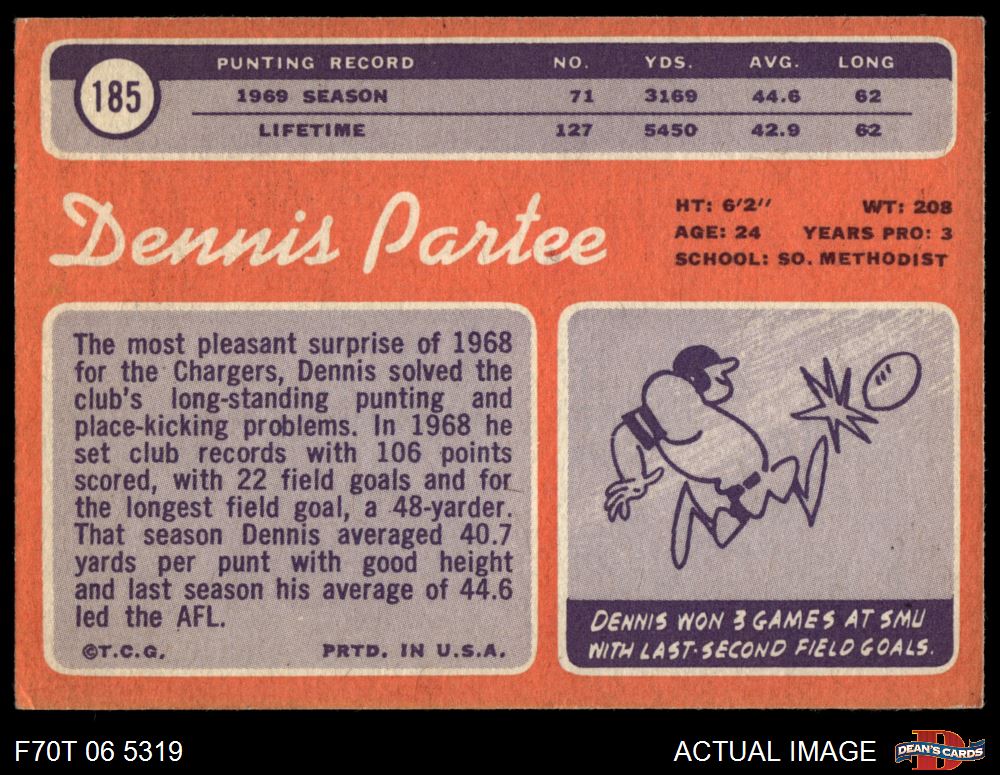 185
PUNTING RECORD NO. YDS. AVG. LONG
1969 SEASON 71 3169 44.6 62
LIFETIME 127 5450 42.9 62
Dennis Partee
HT: 6'2'' WT: 208
AGE: 24 YEARS PRO: 3
SCHOOL: SO. METHODIST
The most pleasant surprise of 1968
for the Chargers, Dennis solved the
club's long-standing punting and
place-kicking problems. In 1968 he
set club records with 106 points
scored, with 22 field goals and for
the longest field goal, a 48-yarder.
That season Dennis averaged 40.7
yards per punt with good height
and last season his average of 44.6
led the AFL.
©T.C.G. PRTD. IN U.S.A.
DENNIS WON 3 GAMES AT SMU
WITH LAST-SECOND FIELD GOALS.
F70T 06 5319
ACTUAL IMAGE
DEAN'S CARDS